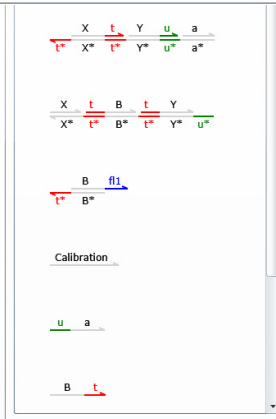 X t Y u a
t* X* t* Y* u* a*
X t B t Y
X* t* B* t* Y* u*
B fl1
t* B*
Calibration
u a
B t